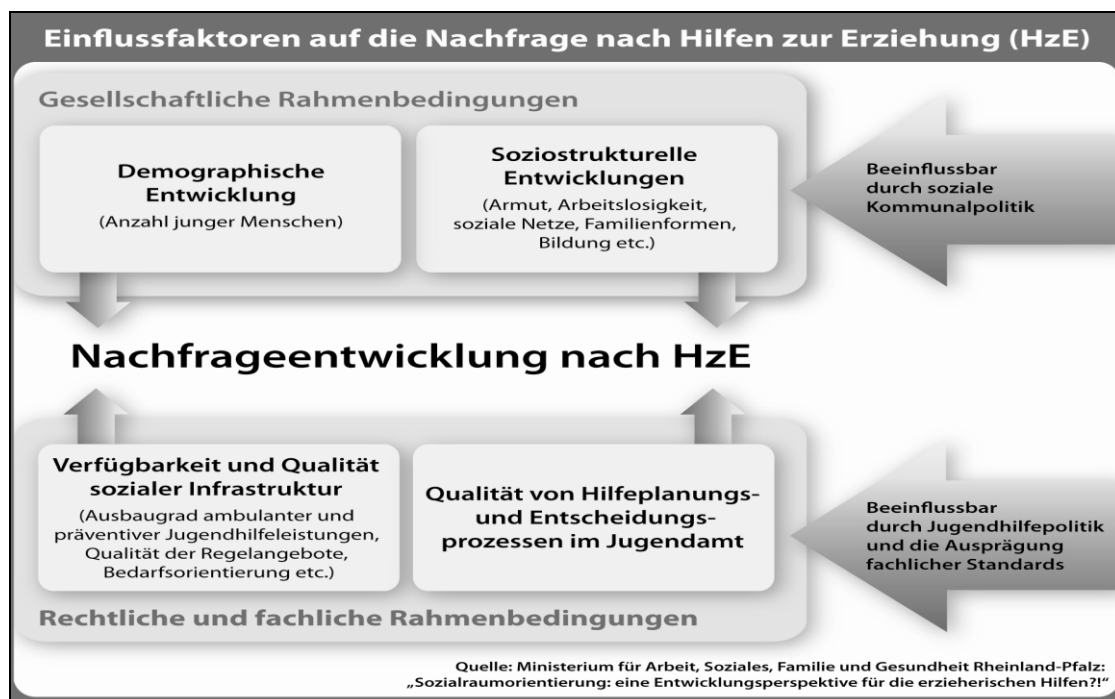 Einflussfaktoren auf die Nachfrage nach Hilfen zur Erziehung (HzE)
Gesellschaftliche Rahmenbedingungen
Demographische
Entwicklung
(Anzahl junger Menschen)
Soziostrukturelle
Entwicklungen
(Armut, Arbeitslosigkeit,
soziale Netze, Familienformen,
Bildung etc.)
Beeinflussbar
durch soziale
Kommunalpolitik
Nachfrageentwicklung nach HzE
Verfügbarkeit und Qualität
sozialer Infrastruktur
(Ausbaugrad ambulanter und
präventiver Jugendhilfeleistungen,
Qualität der Regelangebote,
Bedarfsorientierung etc.)
Qualität von Hilfeplanungs-
und Entscheidungs-
prozessen im Jugendamt
Beeinflussbar
durch Jugendhilfepolitik
und die Ausprägung
fachlicher Standards
Rechtliche und fachliche Rahmenbedingungen
Quelle: Ministerium für Arbeit, Soziales, Familie und Gesundheit Rheinland-Pfalz:
„Sozialraumorientierung: eine Entwicklungsperspektive für die erzieherischen Hilfen?!“